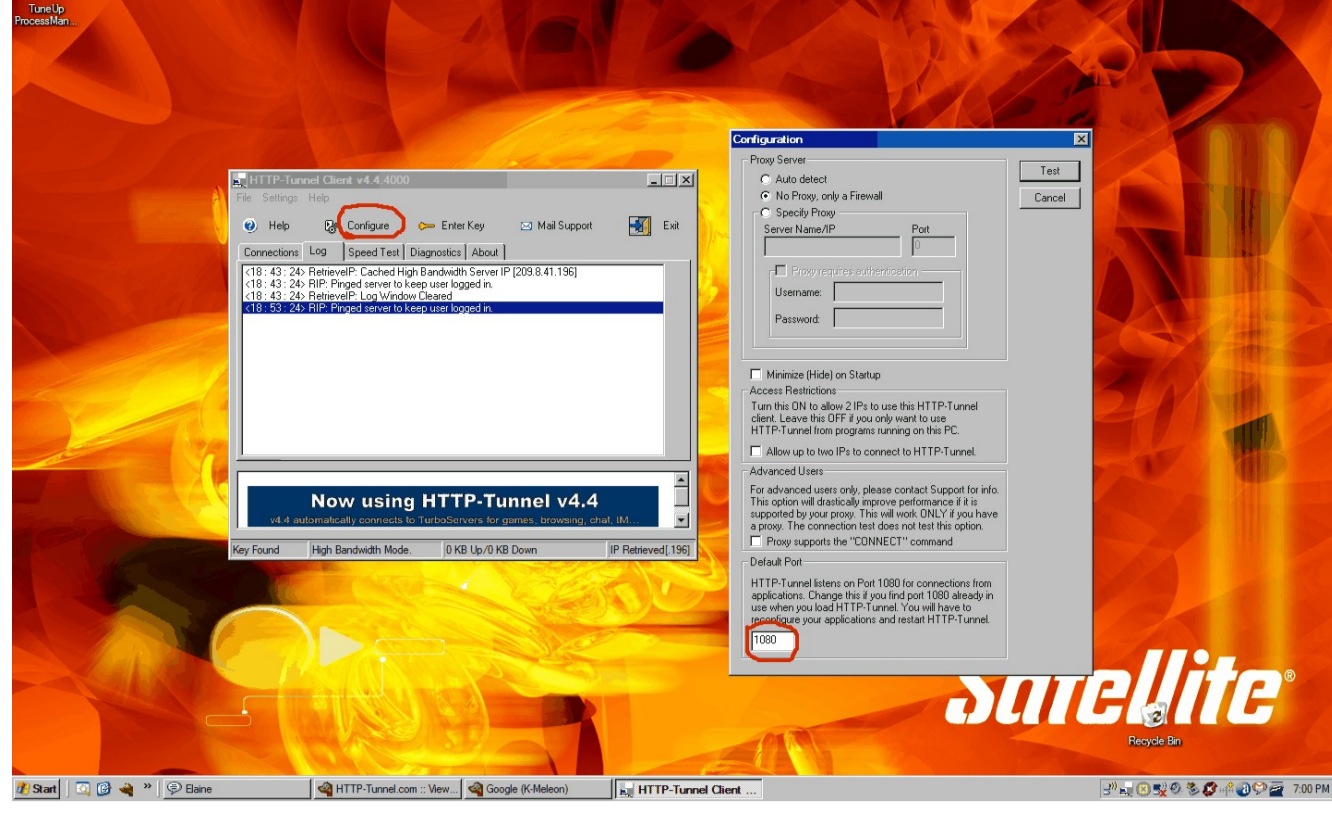 TuneUp
ProcessMan...
HTTP-Tunnel Client v4.4.4000
File Settings Help
Help Configure Enter Key Mail Support Exit
Connections Log Speed Test Diagnostics About
<18 : 43 : 24> RetrieveIP: Cached High Bandwidth Server IP [209.8.41.196]
<18 : 43 : 24> RIP: Pinged server to keep user logged in.
<18 : 43 : 24> RetrieveIP: Log Window Cleared
<18 : 53 : 24> RIP: Pinged server to keep user logged in.
Now using HTTP-Tunnel v4.4
v4.4 automatically connects to TurboServers for games, browsing, chat, IM...
Key Found High Bandwidth Mode. 0 KB Up/0 KB Down IP Retrieved[.196]
Configuration
Proxy Server
Auto detect
No Proxy, only a Firewall
Specify Proxy
Server Name/IP Port
0
Proxy requires authentication
Username:
Password:
Test
Cancel
Minimize (Hide) on Startup
Access Restrictions
Turn this ON to allow 2 IPs to use this HTTP-Tunnel
client. Leave this OFF if you only want to use
HTTP-Tunnel from programs running on this PC.
Allow up to two IPs to connect to HTTP-Tunnel.
Advanced Users
For advanced users only, please contact Support for info.
This option will drastically improve performance if it is
supported by your proxy. This will work ONLY if you have
a proxy. The connection test does not test this option.
Proxy supports the "CONNECT" command
Default Port
HTTP-Tunnel listens on Port 1080 for connections from
applications. Change this if you find port 1080 already in
use when you load HTTP-Tunnel. You will have to
reconfigure your applications and restart HTTP-Tunnel.
1080
Satellite®
Recycle Bin
Start Elaine HTTP-Tunnel.com :: View... Google (K-Meleon) HTTP-Tunnel Client ... 7:00 PM